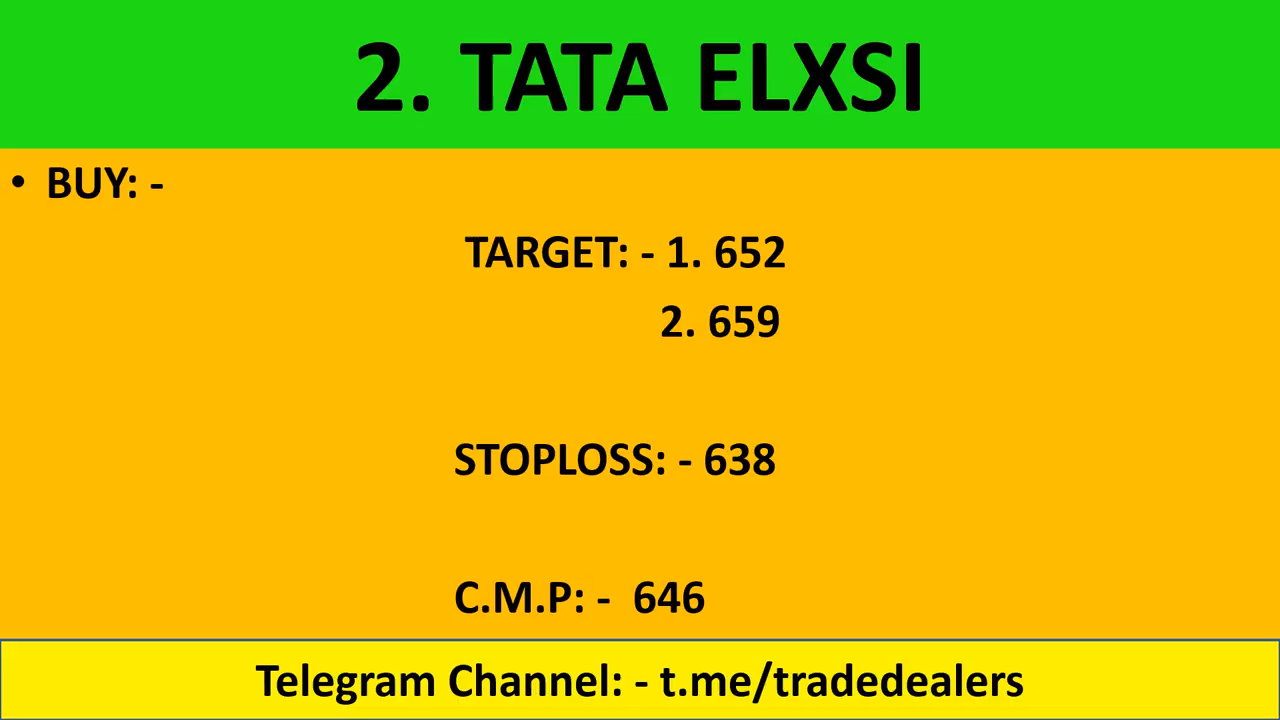 2. TATA ELXSI
• BUY: -
TARGET: - 1. 652
2. 659
STOPLOSS: - 638
C.M.P: - 646
Telegram Channel: - t.me/tradedealers